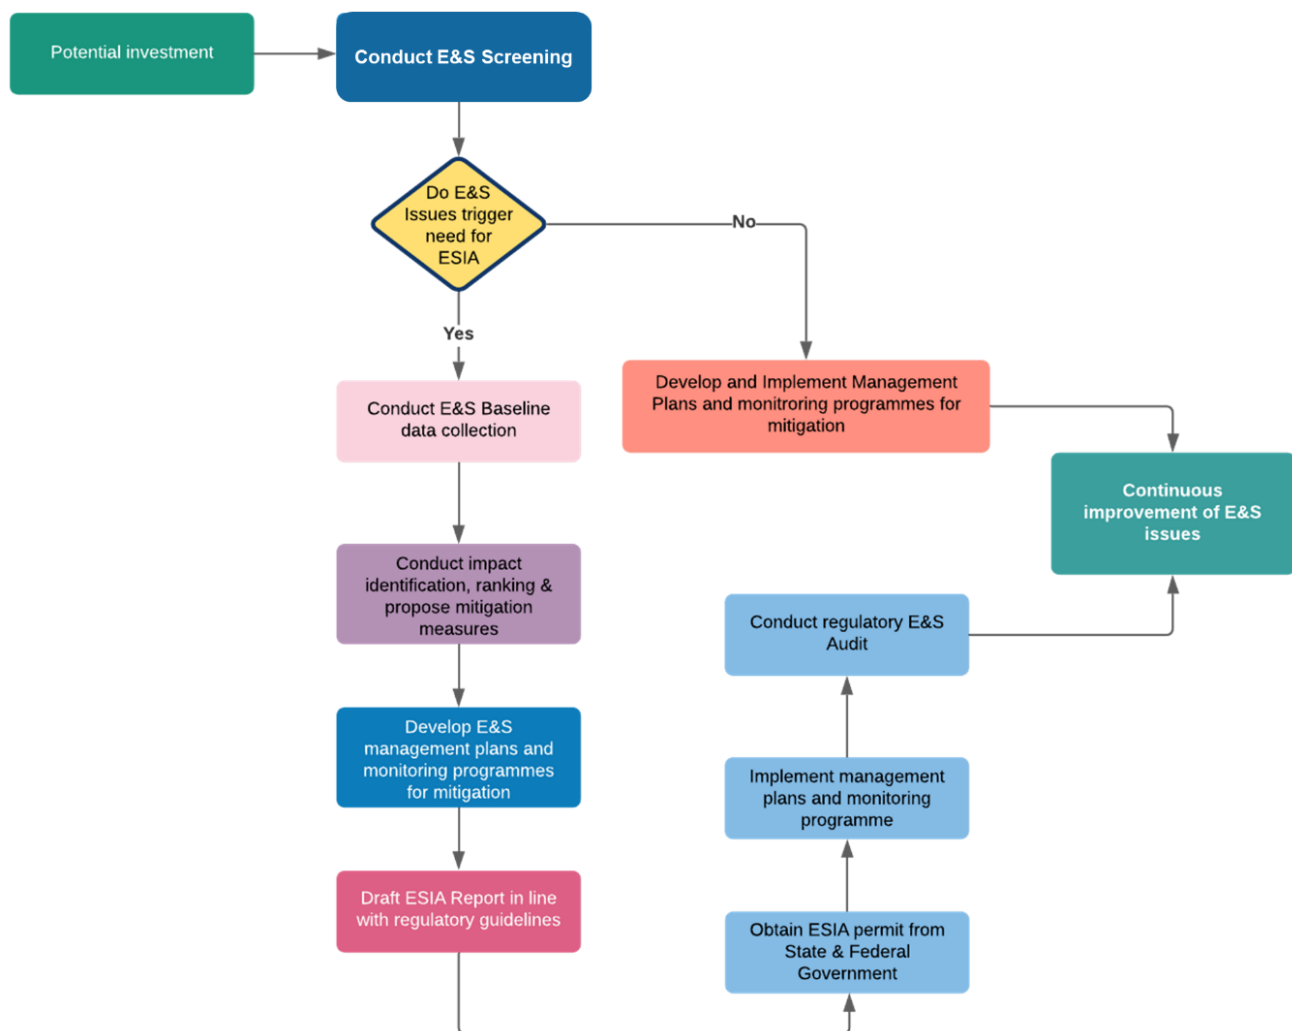 Potential investment
Conduct E&S Screening
Do E&S
Issues trigger
need for
ESIA
No
Yes
Conduct E&S Baseline
data collection
Develop and Implement Management
Plans and monitroring programmes for
mitigation
Continuous
improvement of E&S
issues
Conduct impact
identification, ranking &
propose mitigation
measures
Conduct regulatory E&S
Audit
Develop E&S
management plans and
monitoring programmes
for mitigation
Implement management
plans and monitoring
programme
Draft ESIA Report in line
with regulatory guidelines
Obtain ESIA permit from
State & Federal
Government